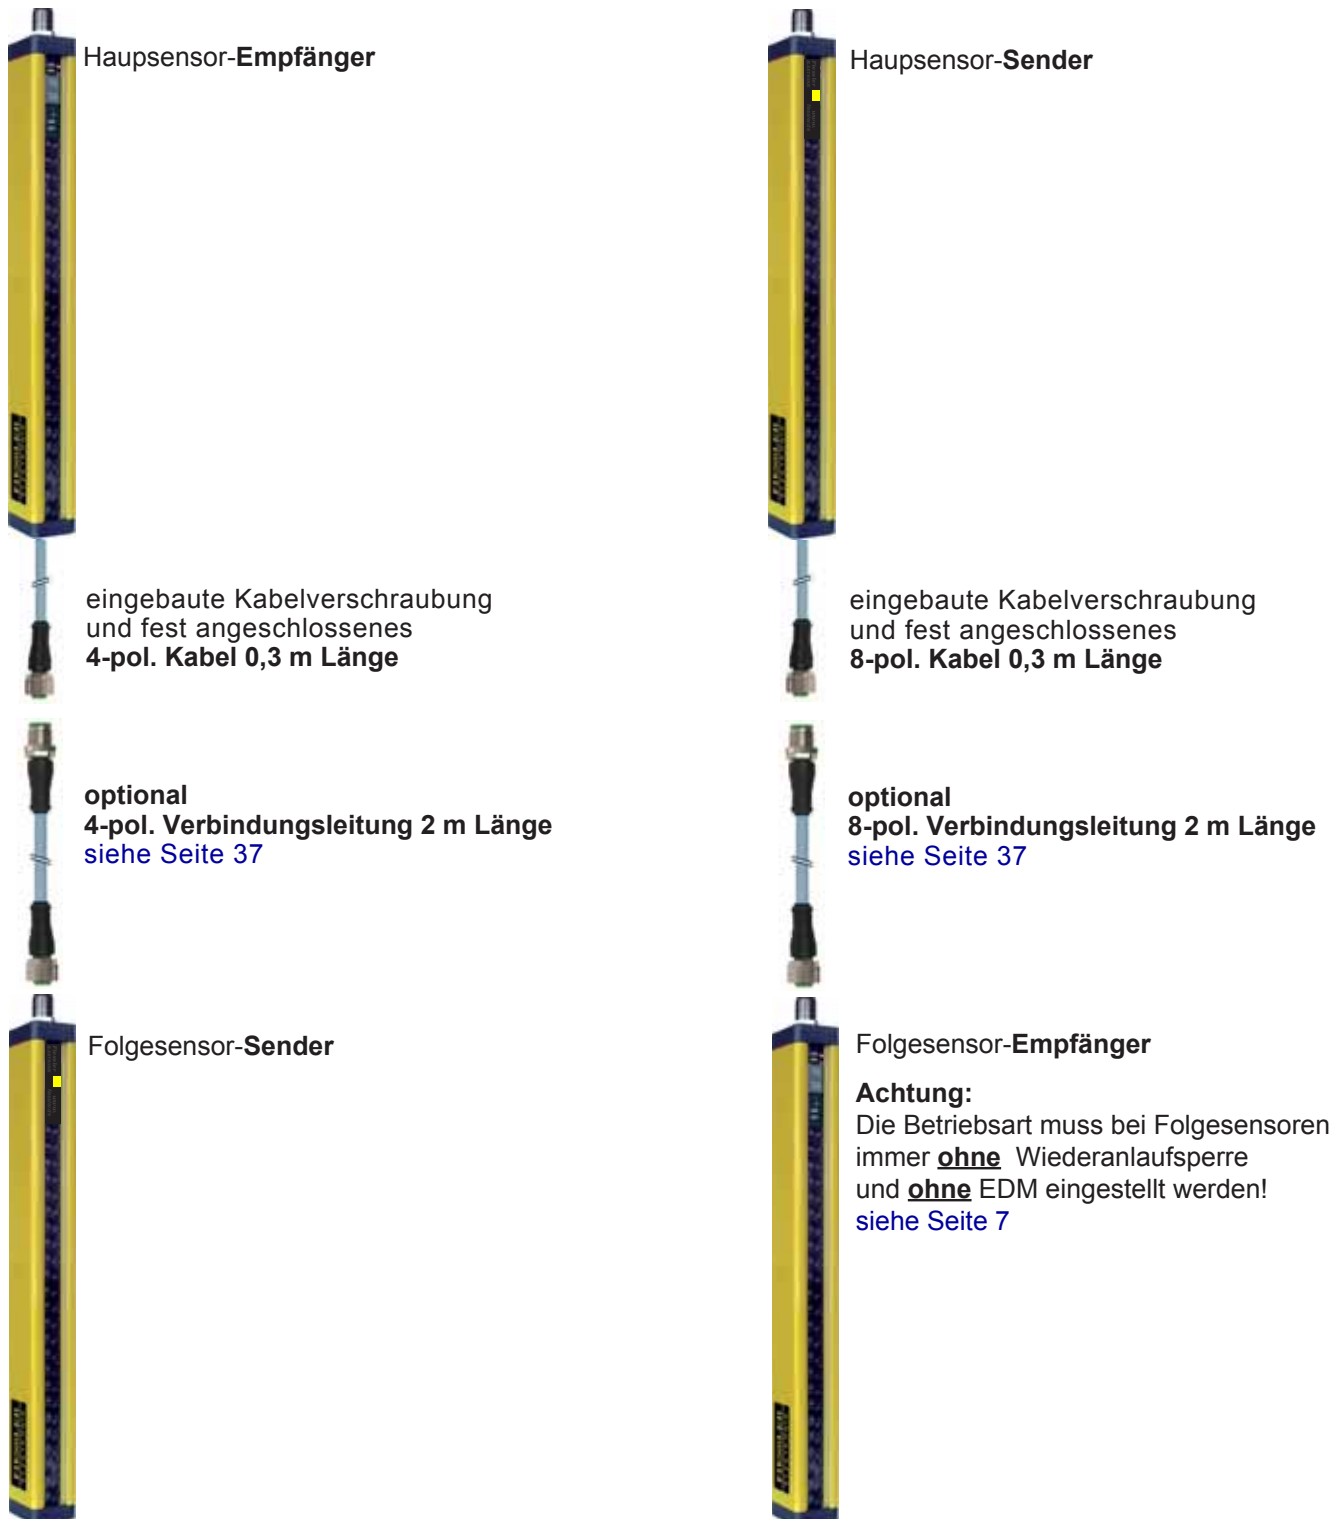 Haupsensor-Empfänger
eingebaute Kabelverschraubung
und fest angeschlossenes
4-pol. Kabel 0,3 m Länge
optional
4-pol. Verbindungsleitung 2 m Länge
siehe Seite 37
Folgesensor-Sender
Haupsensor-Sender
eingebaute Kabelverschraubung
und fest angeschlossenes
8-pol. Kabel 0,3 m Länge
optional
8-pol. Verbindungsleitung 2 m Länge
siehe Seite 37
Folgesensor-Empfänger
Achtung:
Die Betriebsart muss bei Folgesensoren
immer ohne Wiederanlaufsperre
und ohne EDM eingestellt werden!
siehe Seite 7